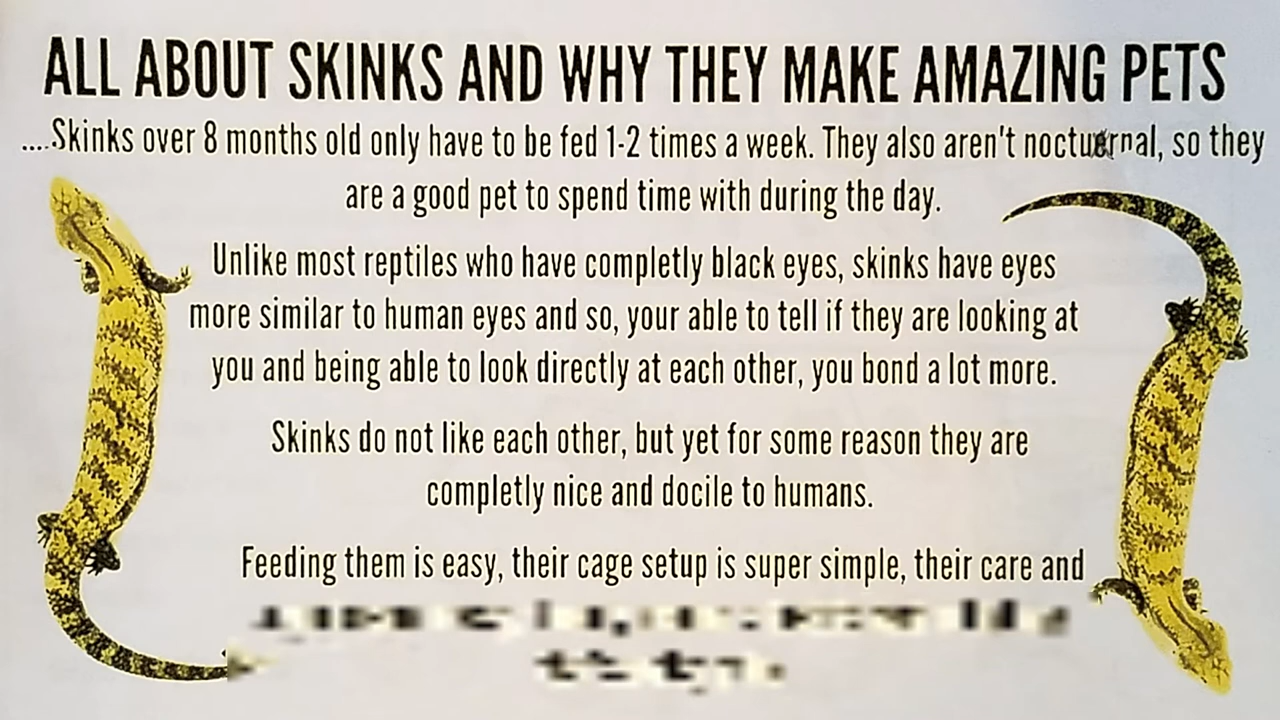 ALL ABOUT SKINKS AND WHY THEY MAKE AMAZING PETS
....Skinks over 8 months old only have to be fed 1-2 times a week. They also aren't noctuernal, so they
are a good pet to spend time with during the day.
Unlike most reptiles who have completly black eyes, skinks have eyes
more similar to human eyes and so, your able to tell if they are looking at
you and being able to look directly at each other, you bond a lot more.
Skinks do not like each other, but yet for some reason they are
completly nice and docile to humans.
Feeding them is easy, their cage setup is super simple, their care and